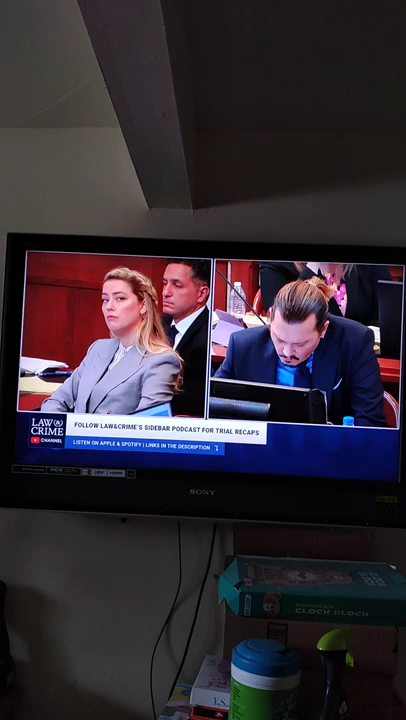 LAW&
CRIME
CHANNEL
FOLLOW LAW&CRIME'S SIDEBAR PODCAST FOR TRIAL RECAPS
LISTEN ON APPLE & SPOTIFY | LINKS IN THE DESCRIPTION
SONY
CLOCK BLOCK